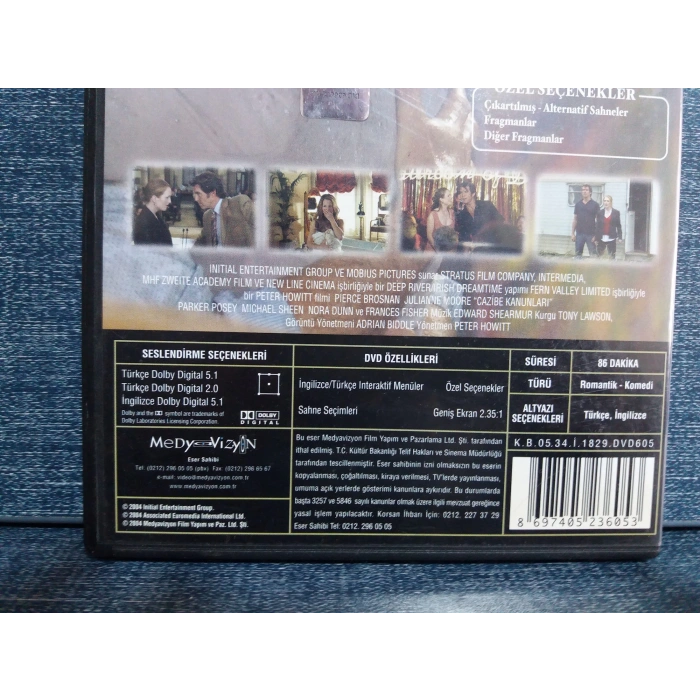 ÖZEL SEÇENEKLER
Çıkartılmış - Alternatif Sahneler
Fragmanlar
Diğer Fragmanlar
INITIAL ENTERTAINMENT GROUP VE MOBIUS PICTURES sunar STRATUS FILM COMPANY, INTERMEDIA,
MHF ZWEITE ACADEMY FILM VE NEW LINE CINEMA işbirliğiyle bir DEEP RIVER/IRISH DREAMTIME yapımı FERN VALLEY LIMITED işbirliğiyle
bir PETER HOWITT filmi PIERCE BROSNAN JULIANNE MOORE "CAZİBE KANUNLARI"
PARKER POSEY MICHAEL SHEEN NORA DUNN ve FRANCES FISHER Müzik EDWARD SHEARMUR Kurgu TONY LAWSON,
Görüntü Yönetmeni ADRIAN BIDDLE Yönetmen PETER HOWITT
SESLENDİRME SEÇENEKLERİ
Türkçe Dolby Digital 5.1
Türkçe Dolby Digital 2.0
İngilizce Dolby Digital 5.1
Dolby and the symbol are trademarks of
Dolby Laboratories Licensing Corporation.
DOLBY
DIGITAL
DVD ÖZELLİKLERİ
İngilizce/Türkçe Interaktif Menüler Özel Seçenekler
Sahne Seçimleri Geniş Ekran 2.35:1
SÜRESİ 86 DAKİKA
TÜRÜ Romantik - Komedi
ALTYAZI SEÇENEKLERİ Türkçe, İngilizce
K.B.05.34.İ.1829.DVD605
MEDYAVİZYON
Eser Sahibi
Tel: (0212) 296 05 05 (pbx) Fax: (0212) 296 65 67
e-mail: video@medyavizyon.com.tr
www.medyavizyon.com.tr
© 2004 Initial Entertainment Group.
© 2004 Associated Euromedia International Ltd.
© 2004 Medyavizyon Film Yapım ve Paz. Ltd. Şti.
Bu eser Medyavizyon Film Yapım ve Pazarlama Ltd. Şti. tarafından
ithal edilmiş. T.C. Kültür Bakanlığı Telif Hakları ve Sinema Müdürlüğü
tarafından tescillenmiştir. Eser sahibinin izni olmaksızın bu eserin
kopyalanması, çoğaltılması, kiraya verilmesi, TV'lerde yayınlanması,
umuma açık yerlerde gösterimi kanunlara aykırıdır. Bu durumlarda
başta 3257 ve 5846 sayılı kanunlar olmak üzere ilgili mevzuat gereğince
yasal işlem yapılacaktır. Korsan İhbarı İçin: 0212. 227 37 29
Eser Sahibi Tel: 0212. 296 05 05
8 697405 236053